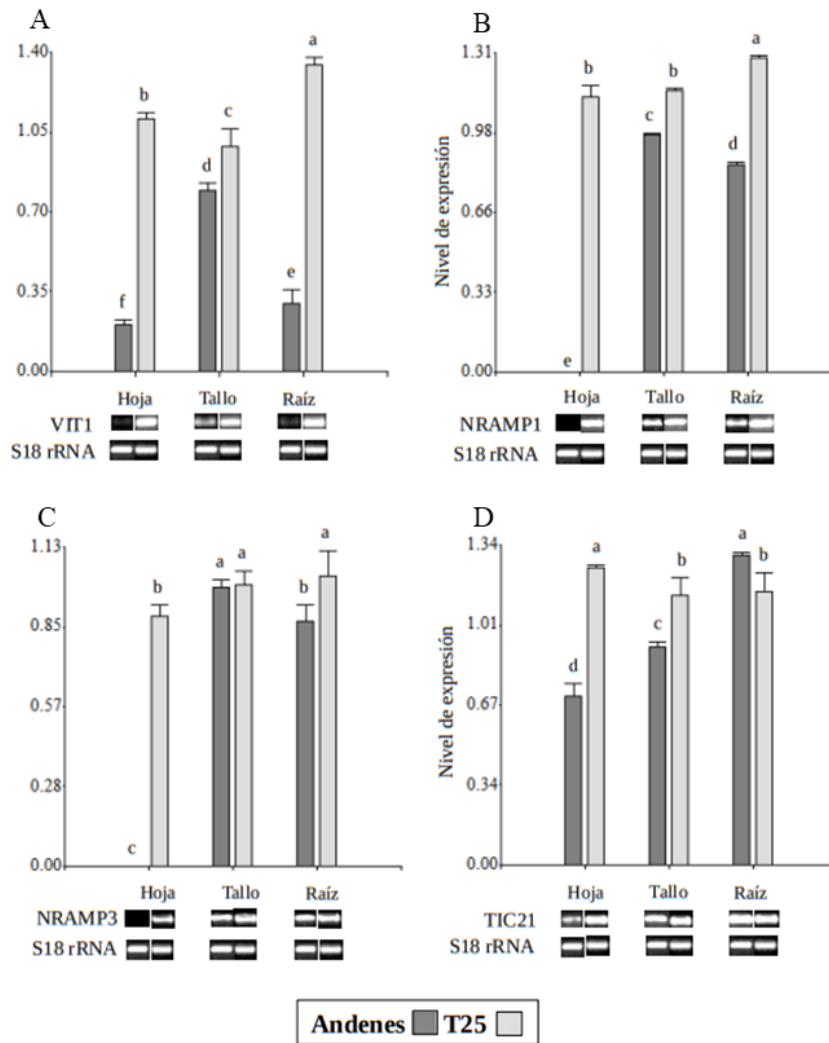 A
1.40
1.05
0.70
0.35
0.00
f
b
d
c
e
a
Hoja Tallo Raíz
VIT1
S18 rRNA
B
Nivel de expresión
1.31
0.98
0.66
0.33
0.00
e
b
c
b
d
a
Hoja Tallo Raíz
NRAMP1
S18 rRNA
C
1.13
0.85
0.57
0.28
0.00
c
b
a
a
b
a
Hoja Tallo Raíz
NRAMP3
S18 rRNA
D
Nivel de expresión
1.34
1.01
0.67
0.34
0.00
d
a
c
b
a
b
Hoja Tallo Raíz
TIC21
S18 rRNA
Andenes T25